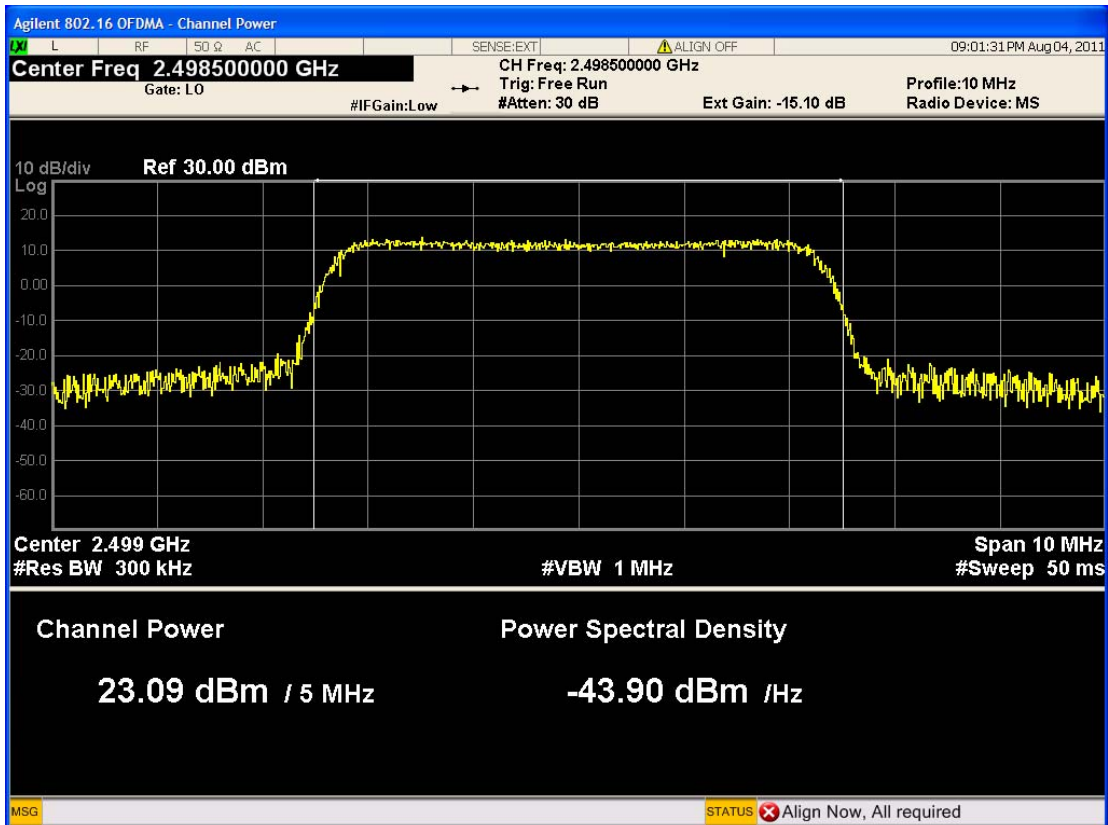 Agilent 802.16 OFDMA - Channel Power
LXI L RF 50 Ω AC SENSE:EXT ALIGN OFF 09:01:31 PM Aug 04, 2011
Center Freq 2.498500000 GHz
Gate: LO
#IFGain:Low
CH Freq: 2.498500000 GHz
Trig: Free Run
#Atten: 30 dB
Ext Gain: -15.10 dB
Profile:10 MHz
Radio Device: MS
10 dB/div Ref 30.00 dBm
Log
20.0
10.0
0.00
-10.0
-20.0
-30.0
-40.0
-50.0
-60.0
Center 2.499 GHz Span 10 MHz
#Res BW 300 kHz #VBW 1 MHz #Sweep 50 ms
Channel Power Power Spectral Density
23.09 dBm / 5 MHz -43.90 dBm /Hz
MSG STATUS Align Now, All required